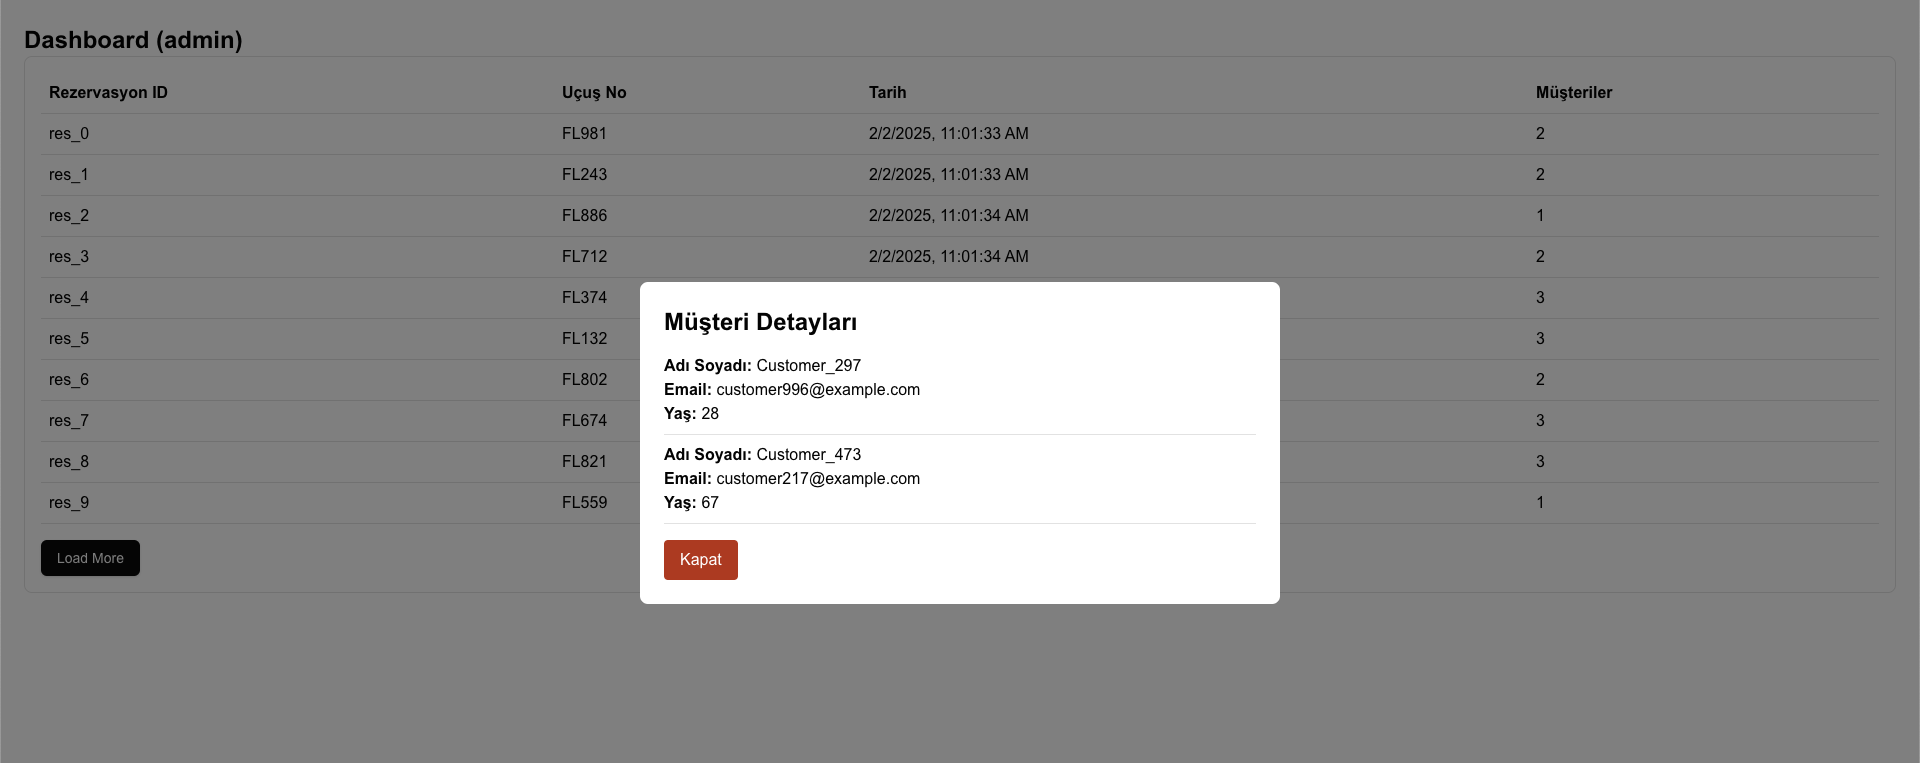 Dashboard (admin)
Rezervasyon ID Uçuş No Tarih Müşteriler
res_0 FL981 2/2/2025, 11:01:33 AM 2
res_1 FL243 2/2/2025, 11:01:33 AM 2
res_2 FL886 2/2/2025, 11:01:34 AM 1
res_3 FL712 2/2/2025, 11:01:34 AM 2
res_4 FL374 3
res_5 FL132 3
res_6 FL802 2
res_7 FL674 3
res_8 FL821 3
res_9 FL559 1
Load More
Müşteri Detayları
Adı Soyadı: Customer_297
Email: customer996@example.com
Yaş: 28
Adı Soyadı: Customer_473
Email: customer217@example.com
Yaş: 67
Kapat